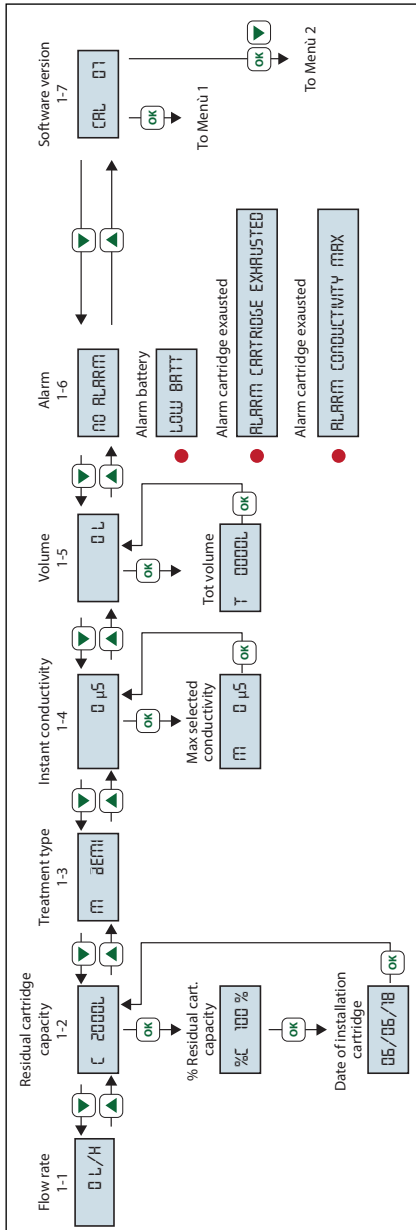 Flow rate
1-1
0 L/H
Residual cartridge
capacity
1-2
C 2000L
OK
% Residual cart.
capacity
%C 100 %
OK
Date of installation
cartridge
06/06/18
OK
Treatment type
1-3
M dEMI
Instant conductivity
1-4
0 µS
OK
Max selected
conductivity
M 0 µS
OK
Volume
1-5
0 L
OK
Tot volume
T 0000L
OK
Alarm
1-6
NO ALARM
Alarm battery
LOW BATT
Alarm cartridge exausted
ALARM CARTRIDGE EXHAUSTED
Alarm cartridge exausted
ALARM CONDUCTIVITY MAX
Software version
1-7
CAL 07
OK
To Menù 1
OK
To Menù 2